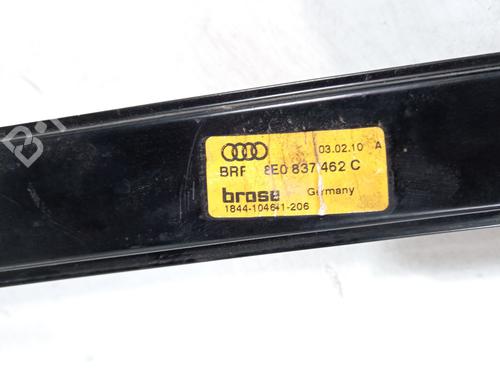 03.02.10 A
BRF 8E0 837 462 C
brose Germany
1844-104641-206